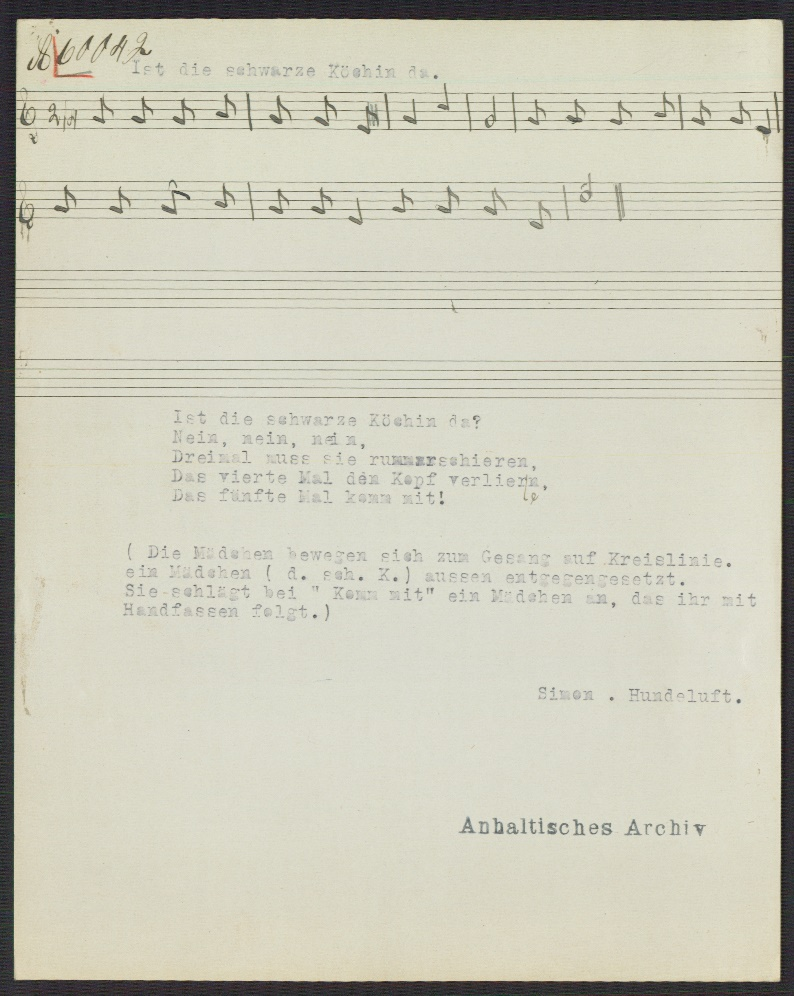 A 60042
Ist die schwarze Köchin da.
Ist die schwarze Köchin da?
Nein, nein, nein,
Dreimal muss sie rummarschieren,
Das vierte Mal den Kopf verliern,
Das fünfte Mal komm mit!
( Die Mädchen bewegen sich zum Gesang auf Kreislinie.
ein Mädchen ( d. sch. K.) aussen entgegengesetzt.
Sie schlägt bei " Komm mit" ein Mädchen an, das ihr mit
Handfassen folgt.)
Simon . Hundeluft.
Anhaltisches Archiv